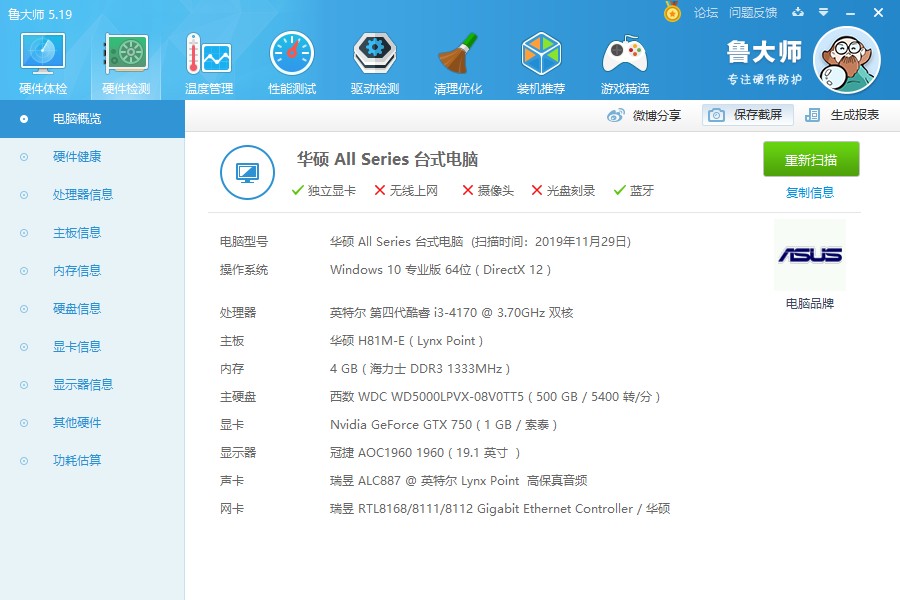 鲁大师 5.19
论坛 问题反馈
硬件体检 硬件检测 温度管理 性能测试 驱动检测 清理优化 装机推荐 游戏精选
鲁大师
专注硬件防护
微博分享 保存截屏 生成报表
电脑概览
硬件健康
处理器信息
主板信息
内存信息
硬盘信息
显卡信息
显示器信息
其他硬件
功耗估算
华硕 All Series 台式电脑
独立显卡 无线上网 摄像头 光盘刻录 蓝牙
重新扫描
复制信息
电脑型号 华硕 All Series 台式电脑 (扫描时间：2019年11月29日)
操作系统 Windows 10 专业版 64位 ( DirectX 12 )
处理器 英特尔 第四代酷睿 i3-4170 @ 3.70GHz 双核
主板 华硕 H81M-E ( Lynx Point )
内存 4 GB ( 海力士 DDR3 1333MHz )
主硬盘 西数 WDC WD5000LPVX-08V0TT5 ( 500 GB / 5400 转/分 )
显卡 Nvidia GeForce GTX 750 ( 1 GB / 索泰 )
显示器 冠捷 AOC1960 1960 ( 19.1 英寸 )
声卡 瑞昱 ALC887 @ 英特尔 Lynx Point 高保真音频
网卡 瑞昱 RTL8168/8111/8112 Gigabit Ethernet Controller / 华硕
ASUS
电脑品牌